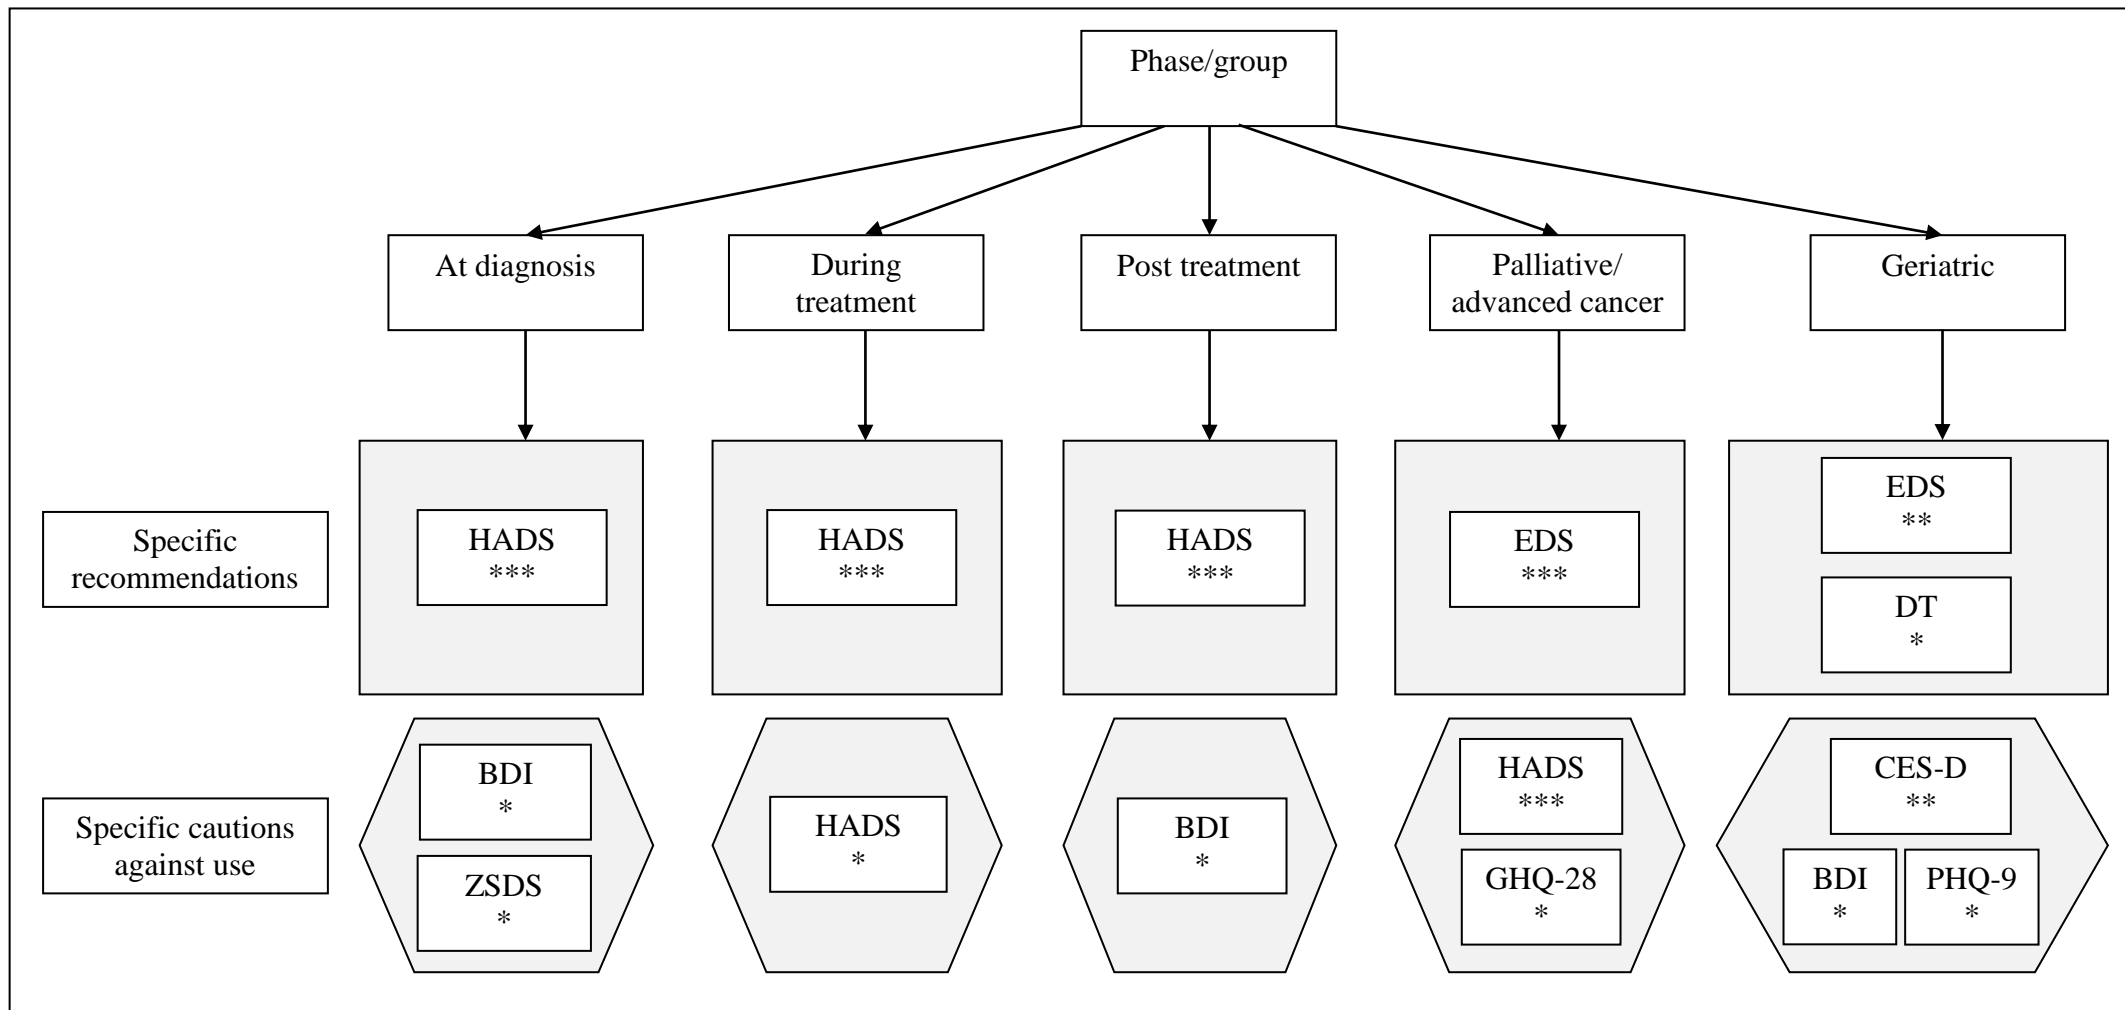 Phase/group
At diagnosis
During
treatment
Post treatment
Palliative/
advanced cancer
Geriatric
Specific
recommendations
HADS
***
HADS
***
HADS
***
EDS
***
EDS
**
DT
*
Specific cautions
against use
BDI
*
ZSDS
*
HADS
*
BDI
*
HADS
***
GHQ-28
*
CES-D
**
BDI
*
PHQ-9
*